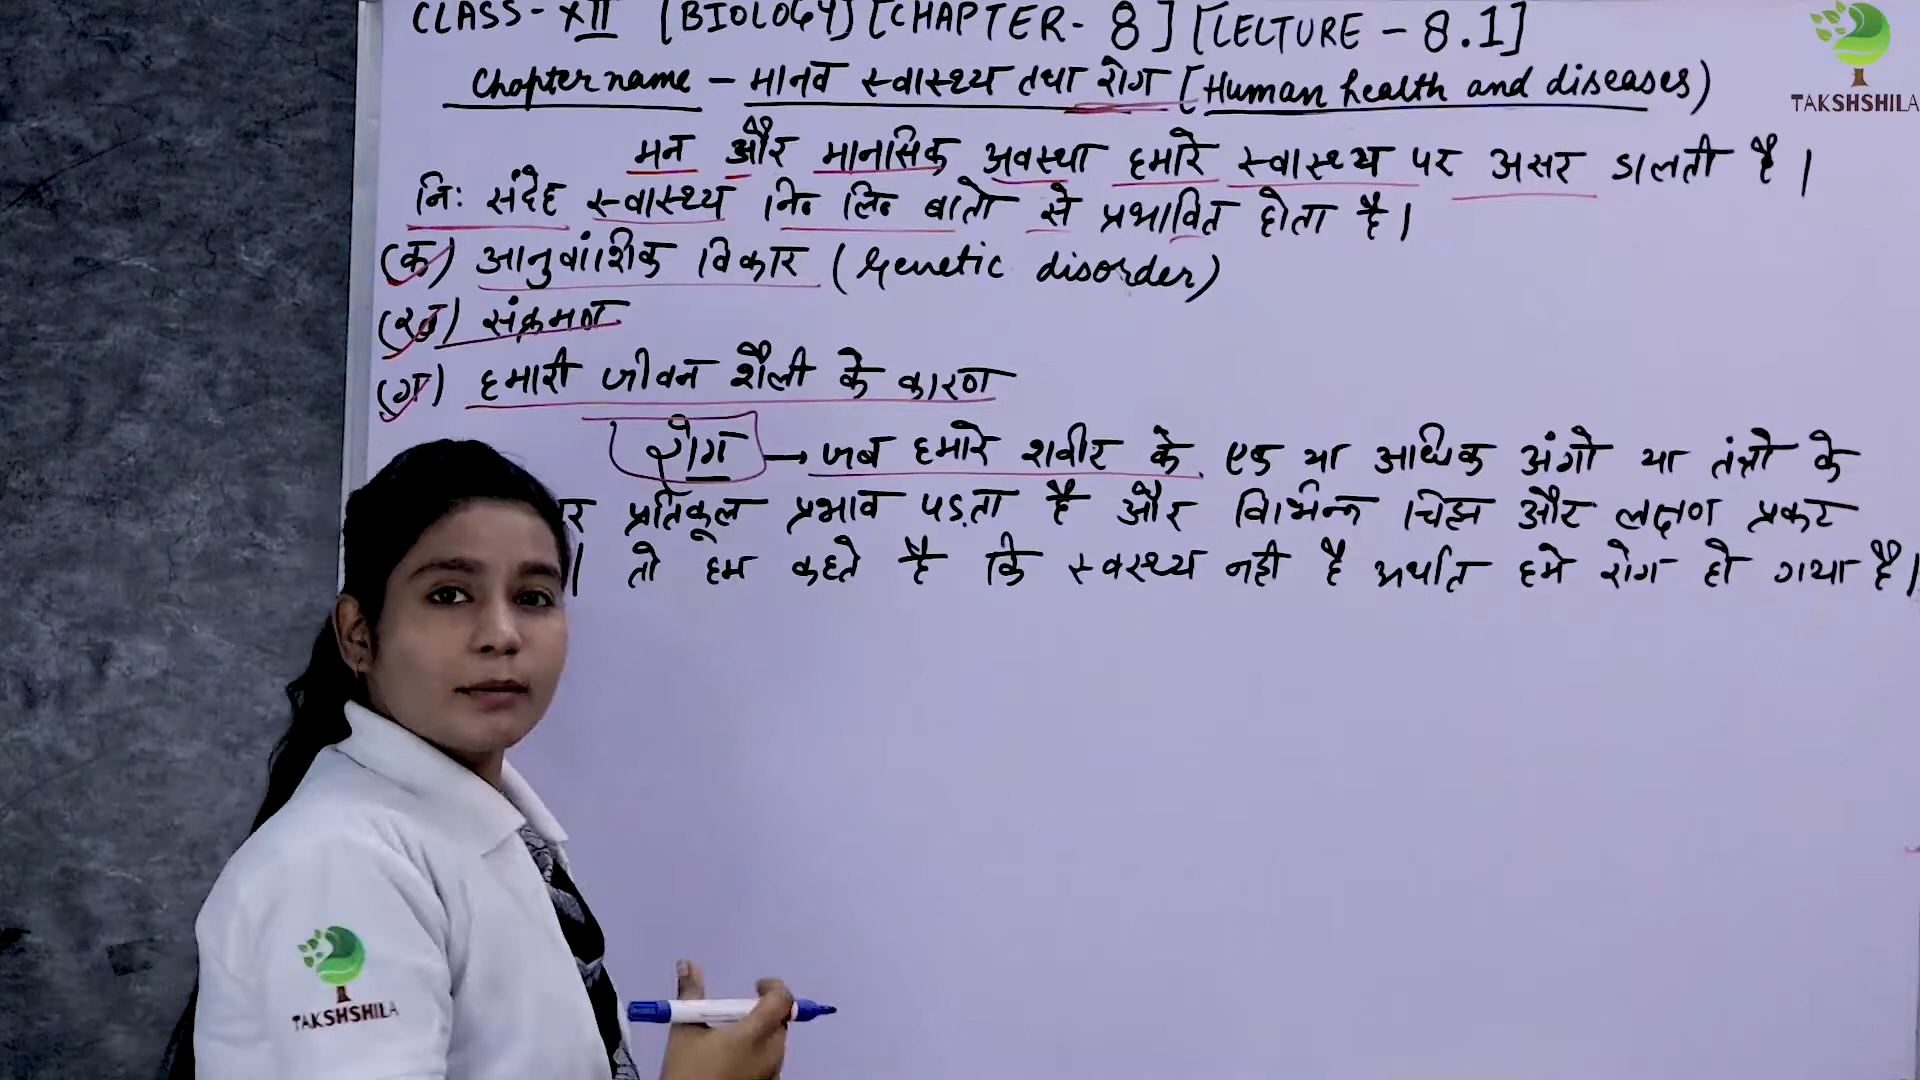 CLASS - XII [BIOLOGY] [CHAPTER - 8] [LECTURE - 8.1]
Chapter name - मानव स्वास्थ्य तथा रोग [Human health and diseases)
मन और मानसिक अवस्था हमारे स्वास्थ्य पर असर डालती है।
नि: संदेह स्वास्थ्य बातो से प्रभावित होता है।
(क) आनुवांशिक विकार (Genetic disorder)
(ख) संक्रमण
(ग) हमारी जीवन शैली के कारण
रोग → जब हमारे शरीर के एक या अधिक अंगो या तंत्रो के
पर प्रतिकूल प्रभाव पड़ता है और विभिन्न चिह्न और लक्षण प्रकट
। तो हम कहते है कि स्वस्थ्य नही है अर्थात हमे रोग हो गया है।
TAKSHSHILA
TAKSHSHILA